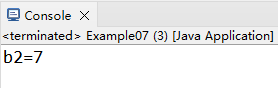 Console
<terminated> Example07 (3) [Java Application]
b2=7